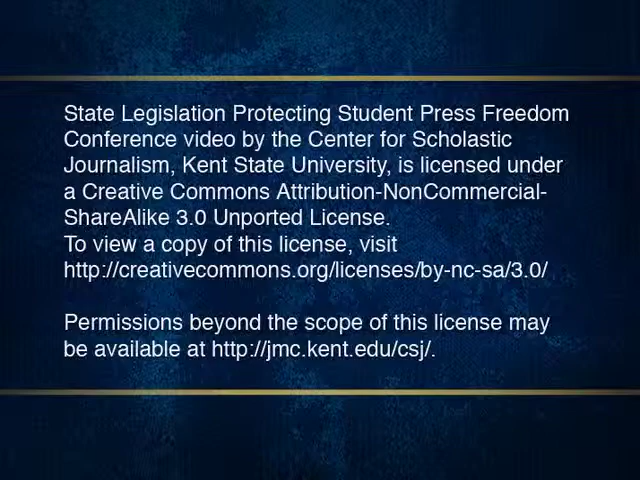 State Legislation Protecting Student Press Freedom
Conference video by the Center for Scholastic
Journalism, Kent State University, is licensed under
a Creative Commons Attribution-NonCommercial-
ShareAlike 3.0 Unported License.
To view a copy of this license, visit
http://creativecommons.org/licenses/by-nc-sa/3.0/
Permissions beyond the scope of this license may
be available at http://jmc.kent.edu/csj/.